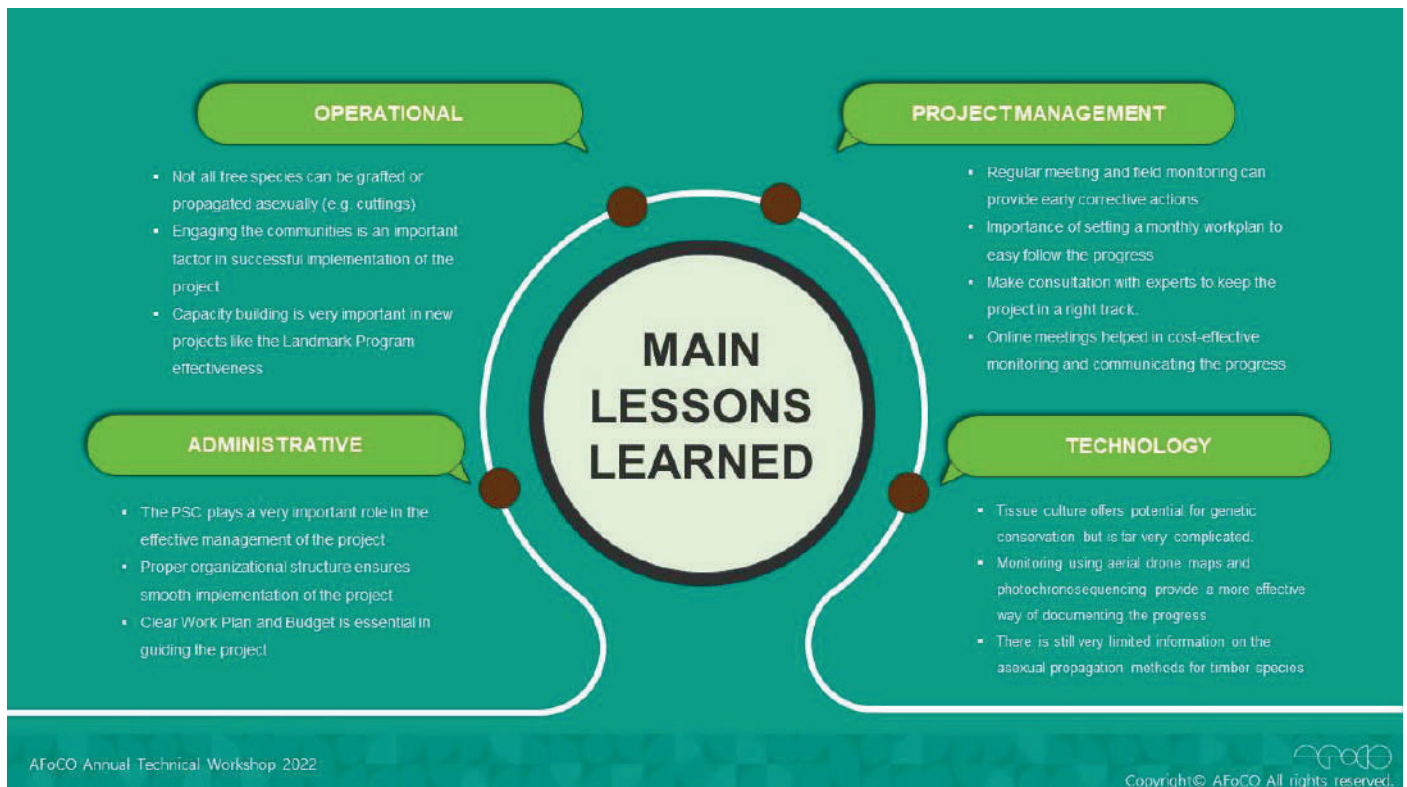 OPERATIONAL
▪ Not all tree species can be grafted or
propagated asexually (e.g. cuttings)
▪ Engaging the communities is an important
factor in successful implementation of the
project
▪ Capacity building is very important in new
projects like the Landmark Program
effectiveness
ADMINISTRATIVE
▪ The PSC plays a very important role in the
effective management of the project
▪ Proper organizational structure ensures
smooth implementation of the project
▪ Clear Work Plan and Budget is essential in
guiding the project
MAIN
LESSONS
LEARNED
PROJECT MANAGEMENT
▪ Regular meeting and field monitoring can
provide early corrective actions
▪ Importance of setting a monthly workplan to
easy follow the progress
▪ Make consultation with experts to keep the
project in a right track.
▪ Online meetings helped in cost-effective
monitoring and communicating the progress
TECHNOLOGY
▪ Tissue culture offers potential for genetic
conservation but is far very complicated.
▪ Monitoring using aerial drone maps and
photochronosequencing provide a more effective
way of documenting the progress
▪ There is still very limited information on the
asexual propagation methods for timber species
AFoCO Annual Technical Workshop 2022
AFoCO
Copyright© AFoCO All rights reserved.